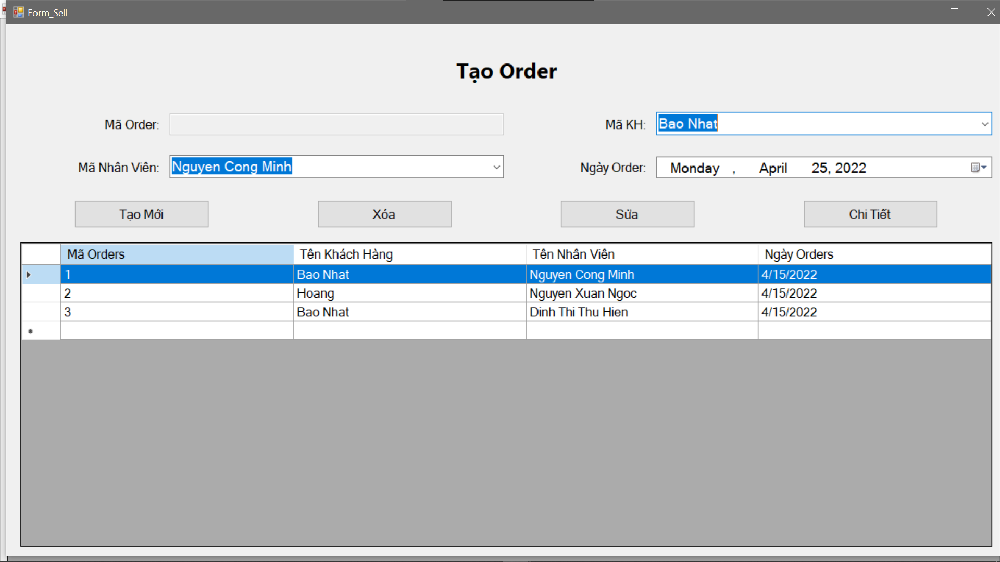 Form_Sell
Tạo Order
Mã Order:
Mã KH: Bao Nhat
Mã Nhân Viên: Nguyen Cong Minh
Ngày Order: Monday , April 25, 2022
Tạo Mới Xóa Sửa Chi Tiết
Mã Orders Tên Khách Hàng Tên Nhân Viên Ngày Orders
1 Bao Nhat Nguyen Cong Minh 4/15/2022
2 Hoang Nguyen Xuan Ngoc 4/15/2022
3 Bao Nhat Dinh Thi Thu Hien 4/15/2022